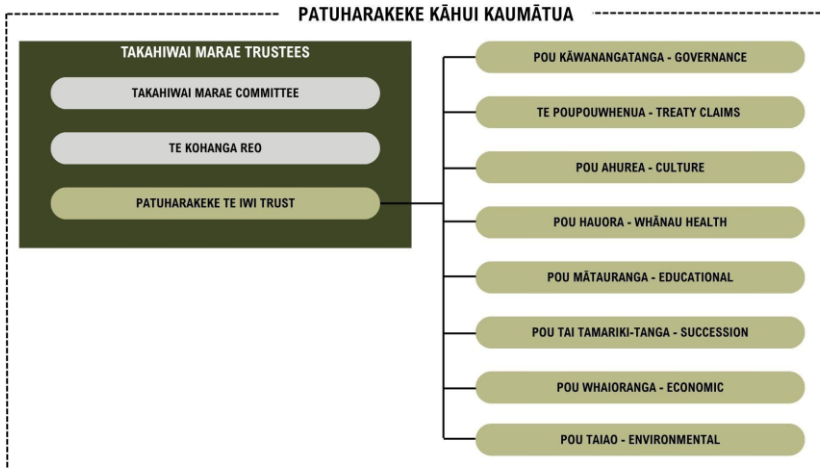 PATUHARAKEKE KĀHUI KAUMĀTUA
TAKAHIWAI MARAE TRUSTEES
TAKAHIWAI MARAE COMMITTEE
TE KOHANGA REO
PATUHARAKEKE TE IWI TRUST
POU KĀWANANGATANGA - GOVERNANCE
TE POUPOUWHENUA - TREATY CLAIMS
POU AHUREA - CULTURE
POU HAUORA - WHĀNAU HEALTH
POU MĀTAURANGA - EDUCATIONAL
POU TAI TAMARIKI-TANGA - SUCCESSION
POU WHAIORANGA - ECONOMIC
POU TAIAO - ENVIRONMENTAL